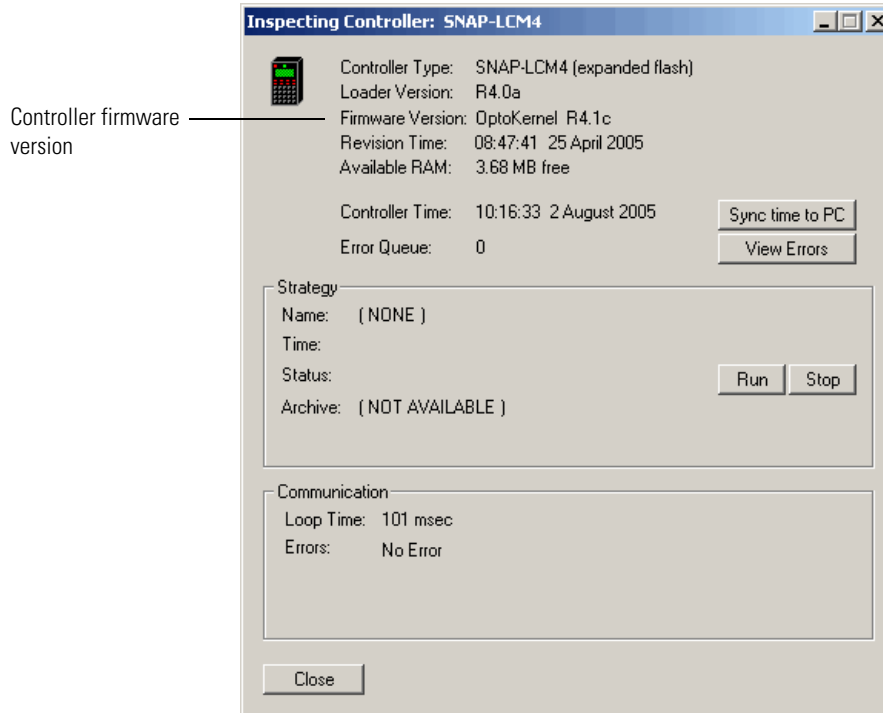 Inspecting Controller: SNAP-LCM4
Controller Type: SNAP-LCM4 (expanded flash)
Loader Version: R4.0a
Controller firmware version
Firmware Version: OptoKernel R4.1c
Revision Time: 08:47:41 25 April 2005
Available RAM: 3.68 MB free
Controller Time: 10:16:33 2 August 2005
Sync time to PC
Error Queue: 0
View Errors
Strategy
Name: ( NONE )
Time:
Status:
Run Stop
Archive: ( NOT AVAILABLE )
Communication
Loop Time: 101 msec
Errors: No Error
Close